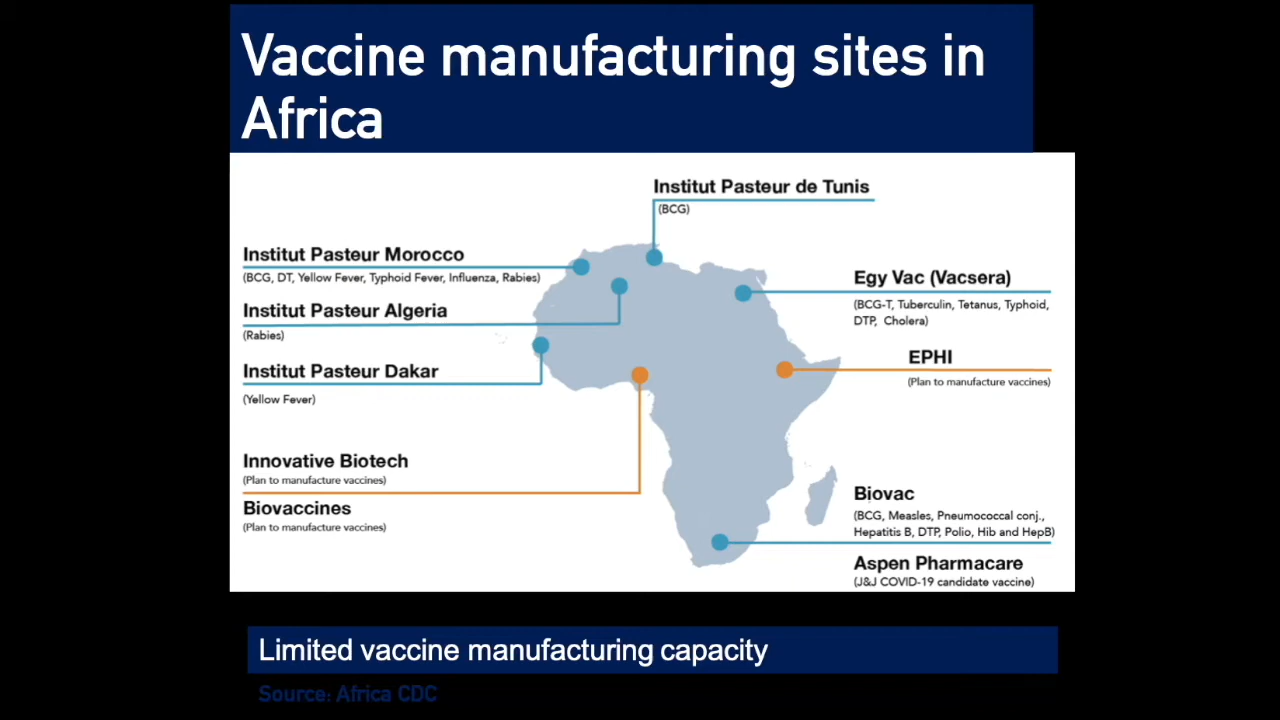 Vaccine manufacturing sites in
Africa
Institut Pasteur de Tunis
(BCG)
Institut Pasteur Morocco
(BCG, DT, Yellow Fever, Typhoid Fever, Influenza, Rabies)
Institut Pasteur Algeria
(Rabies)
Institut Pasteur Dakar
(Yellow Fever)
Innovative Biotech
(Plan to manufacture vaccines)
Biovaccines
(Plan to manufacture vaccines)
Egy Vac (Vacsera)
(BCG-T, Tuberculin, Tetanus, Typhoid,
DTP, Cholera)
EPHI
(Plan to manufacture vaccines)
Biovac
(BCG, Measles, Pneumococcal conj.,
Hepatitis B, DTP, Polio, Hib and HepB)
Aspen Pharmacare
(J&J COVID-19 candidate vaccine)
Limited vaccine manufacturing capacity
Source: Africa CDC